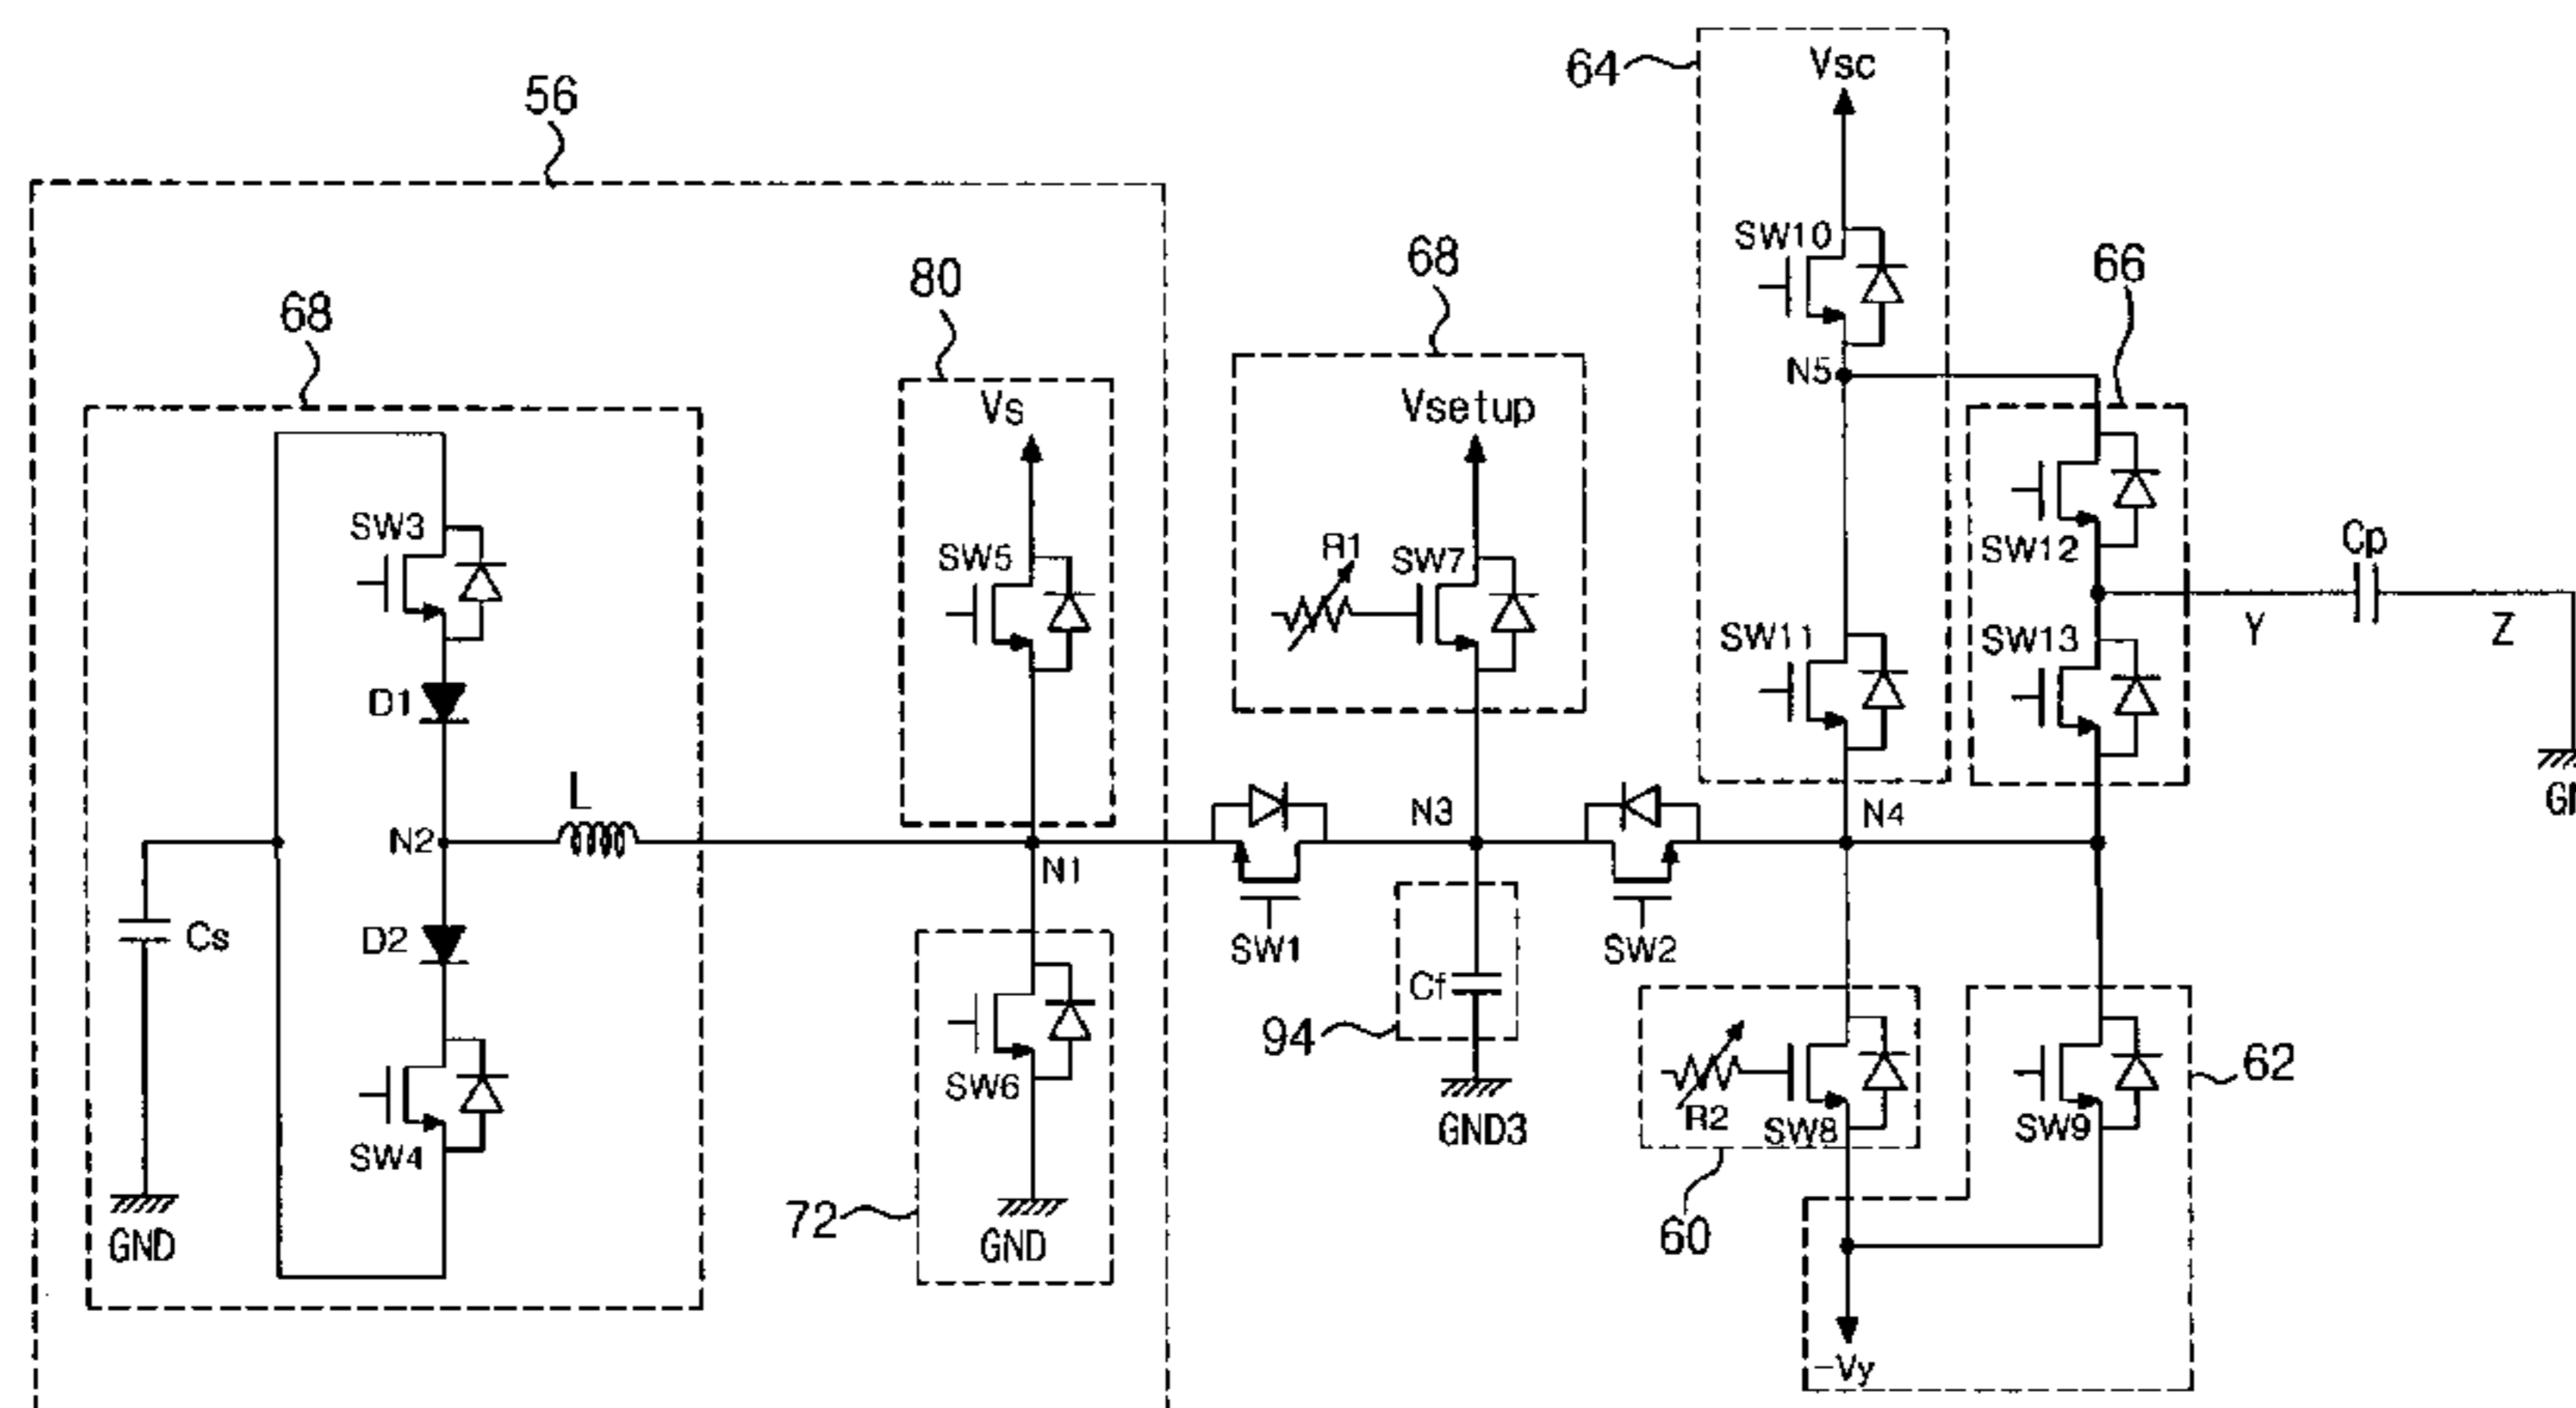 56
68
Cs
GND
SW3
D1
N2
L
D2
SW4
80
Vs
SW5
N1
SW6
72
GND
68
Vsetup
R1
SW7
SW1
N3
Cf
94
GND3
SW2
64
Vsc
SW10
N5
SW11
N4
66
SW12
SW13
Cp
Y
Z
R2
SW8
60
SW9
62
-Vy